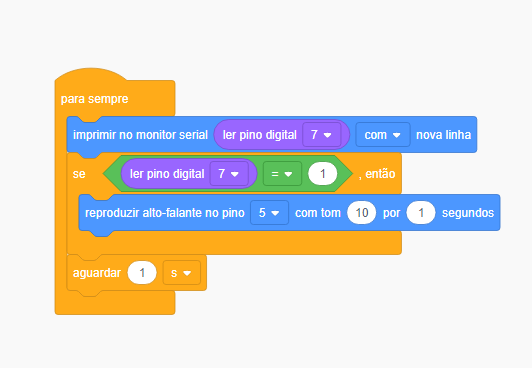 para sempre
imprimir no monitor serial ler pino digital 7 com nova linha
se ler pino digital 7 = 1 , então
reproduzir alto-falante no pino 5 com tom 10 por 1 segundos
aguardar 1 s